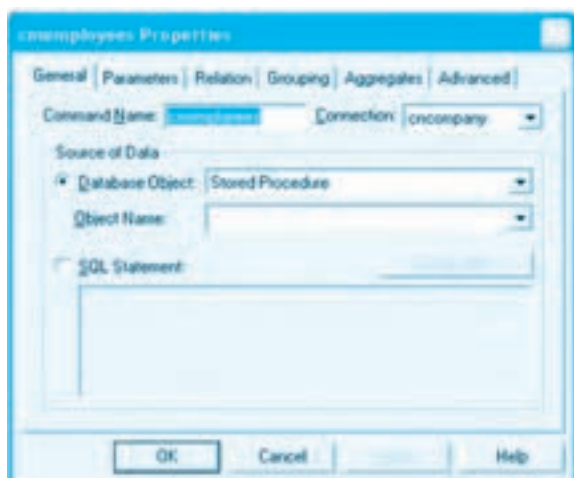 cnemployees Properties
General Parameters Relation Grouping Aggregates Advanced
Command Name: Connection: cncompany
Source of Data
Database Object: Stored Procedure
Object Name:
SQL Statement:
OK Cancel Help